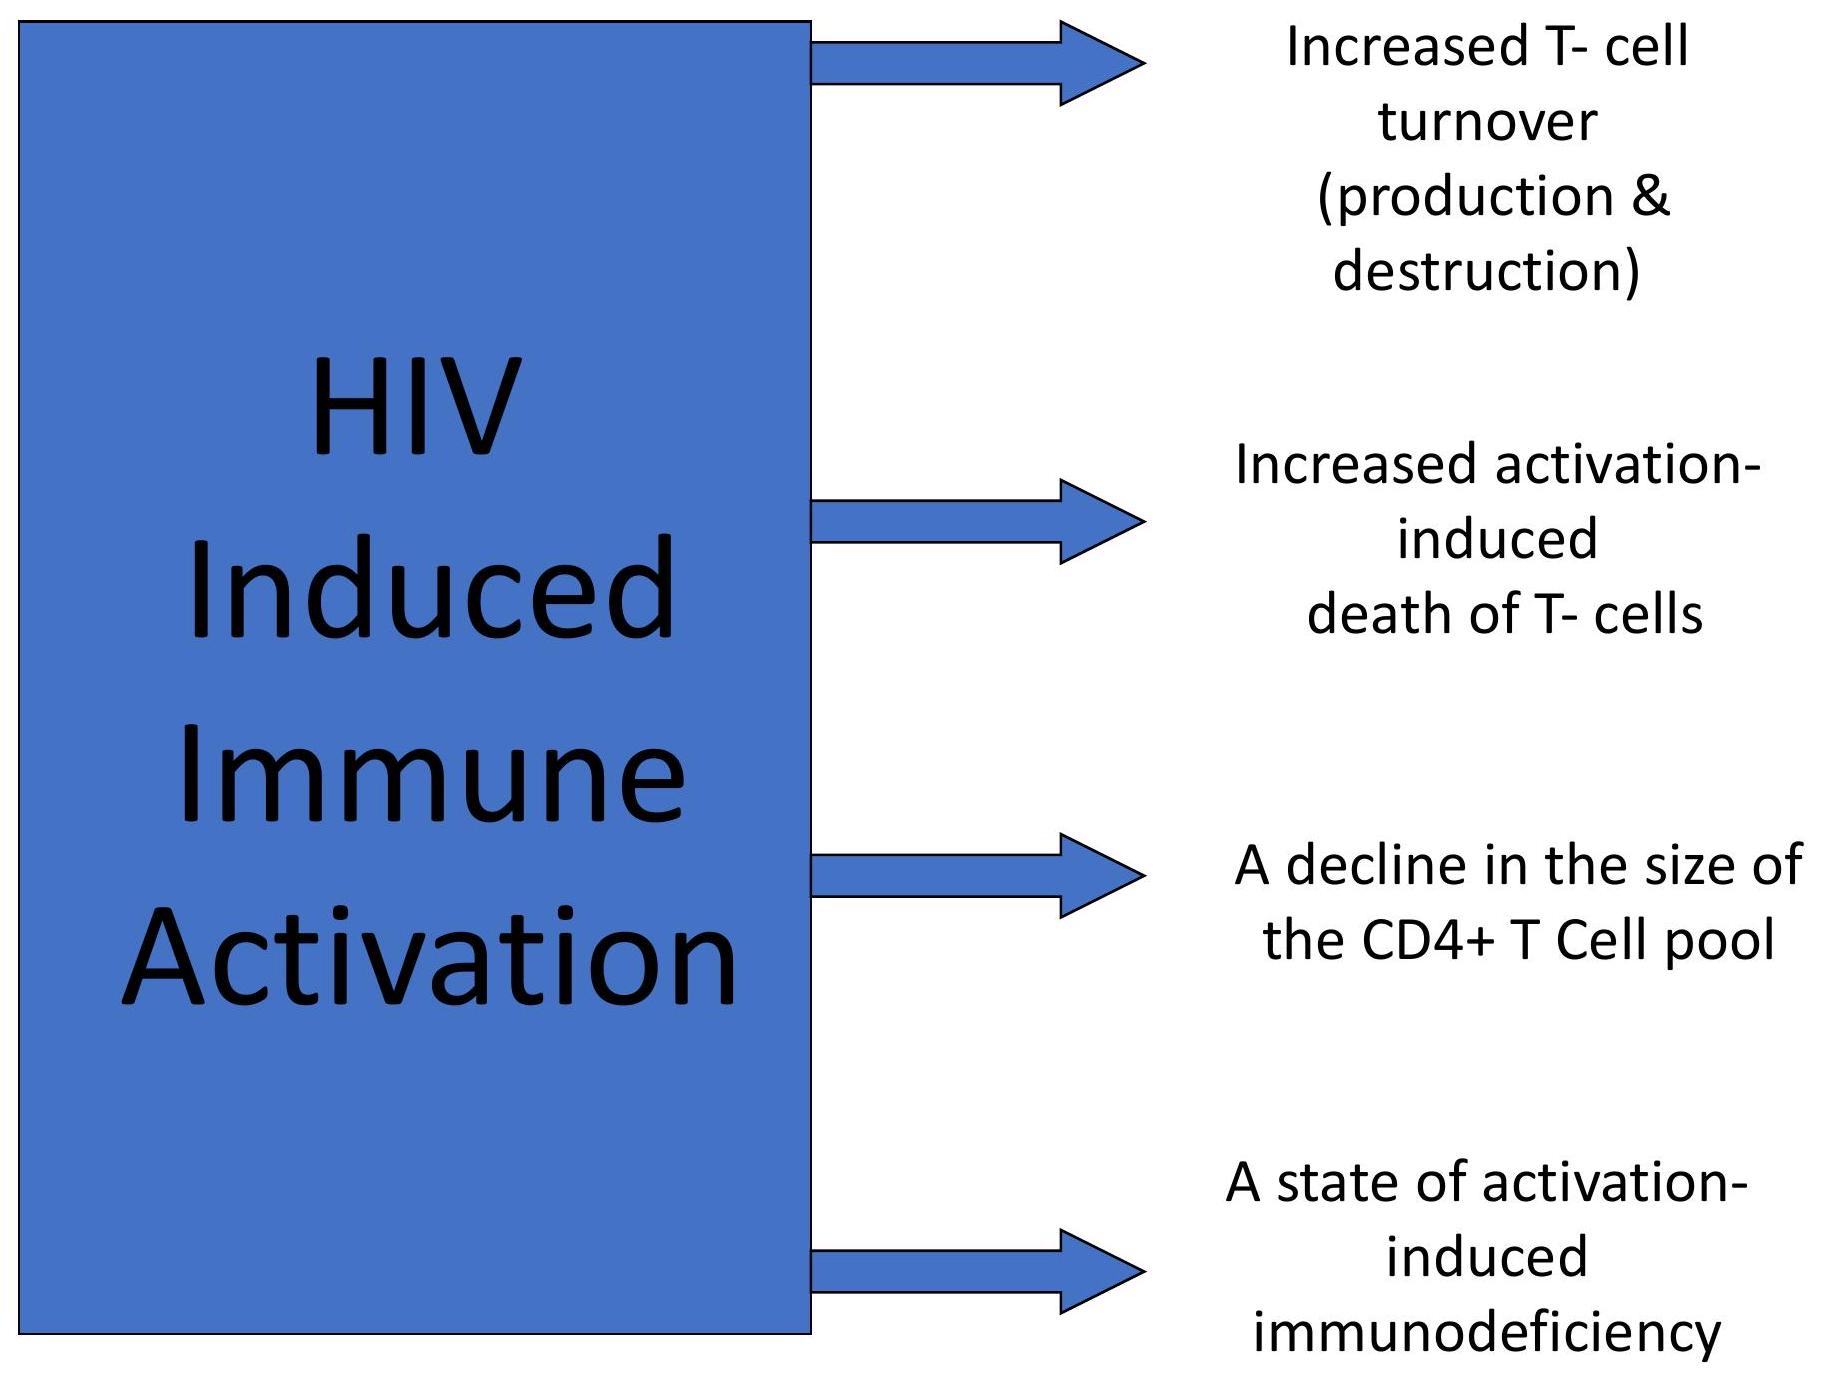 HIV
Induced
Immune
Activation
Increased T- cell
turnover
(production &
destruction)
Increased activation-
induced
death of T- cells
A decline in the size of
the CD4+ T Cell pool
A state of activation-
induced
immunodeficiency